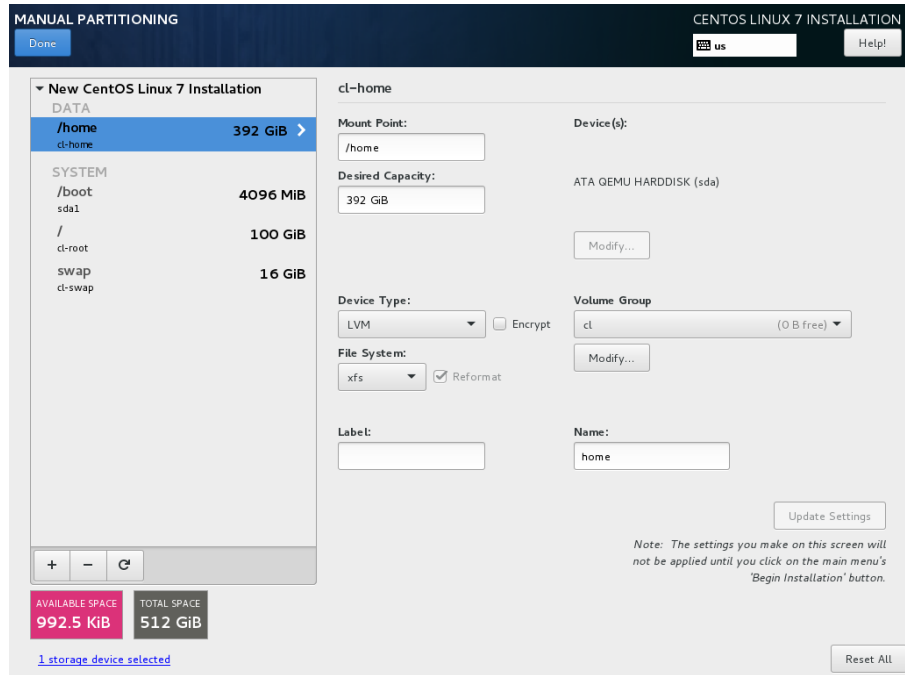 MANUAL PARTITIONING
CENTOS LINUX 7 INSTALLATION
Done
us
Help!
New CentOS Linux 7 Installation
DATA
/home
392 GiB
cl-home
SYSTEM
/boot
4096 MiB
sda1
/
100 GiB
cl-root
swap
16 GiB
cl-swap
+ −
AVAILABLE SPACE
992.5 KiB
TOTAL SPACE
512 GiB
1 storage device selected
cl-home
Mount Point:
/home
Desired Capacity:
392 GiB
Device(s):
ATA QEMU HARDDISK (sda)
Modify...
Device Type:
LVM
Encrypt
Volume Group
cl (0 B free)
File System:
xfs
Reformat
Modify...
Label:
Name:
home
Update Settings
Note: The settings you make on this screen will
not be applied until you click on the main menu's
'Begin Installation' button.
Reset All